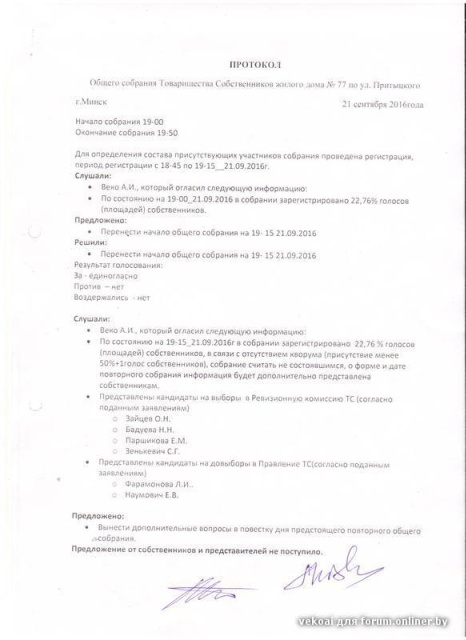 ПРОТОКОЛ
Общего собрания Товарищества Собственников жилого дома № 77 по ул. Притыцкого
г.Минск 21 сентября 2016года
Начало собрания 19-00
Окончание собрания 19-50
Для определения состава присутствующих участников собрания проведена регистрация,
период регистрации с 18-45 по 19-15__21.09.2016г.
Слушали:
• Веко А.И., который огласил следующую информацию:
• По состоянию на 19-00_21.09.2016 в собрании зарегистрировано 22,76% голосов
(площадей) собственников.
Предложено:
• Перенести начало общего собрания на 19- 15 21.09.2016
Решили:
• Перенести начало общего собрания на 19- 15 21.09.2016
Результат голосования:
За - единогласно
Против – нет
Воздержались - нет
Слушали:
• Веко А.И., который огласил следующую информацию:
• По состоянию на 19-15_21.09.2016г в собрании зарегистрировано 22,76 % голосов
(площадей) собственников, в связи с отсутствием кворума (присутствие менее
50%+1голос собственников), собрание считать не состоявшимся, о форме и дате
повторного собрания информация будет дополнительно представлена
собственникам.
• Представлены кандидаты на выборы в Ревизионную комиссию ТС (согласно
поданным заявлениям)
o Зайцев О.Н.
o Бадуева Н.Н.
o Паршикова Е.М.
o Зенькевич С.Г.
• Представлены кандидаты на довыборы в Правление ТС(согласно поданным
заявлениям)
o Фарамонова Л.И..
o Наумович Е.В.
Предложено:
• Вынести дополнительные вопросы в повестку дня предстоящего повторного общего
собрания.
Предложение от собственников и представителей не поступило.
vekoai для forum.onliner.by